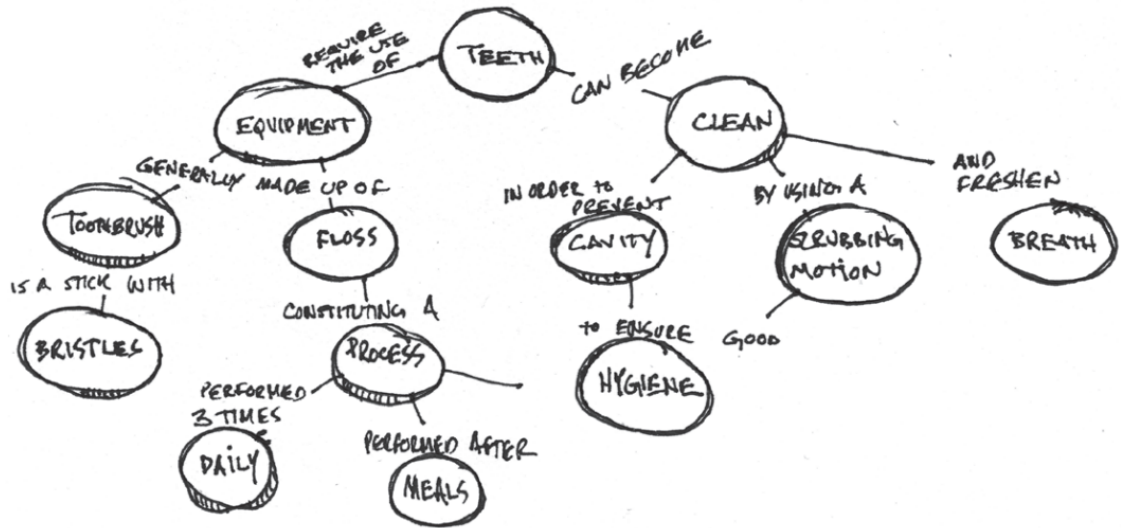 REQUIRE
THE USE
OF
TEETH
CAN BECOME
EQUIPMENT
CLEAN
GENERALLY MADE UP OF
IN ORDER to
PREVENT
BY USING A
AND
FRESHEN
TOOTHBRUSH
FLOSS
CAVITY
SCRUBBING
MOTION
BREATH
IS A STICK WITH
CONSTITUTING A
to ENSURE
GOOD
BRISTLES
PROCESS
HYGIENE
PERFORMED
3 TIMES
PERFORMED AFTER
DAILY
MEALS